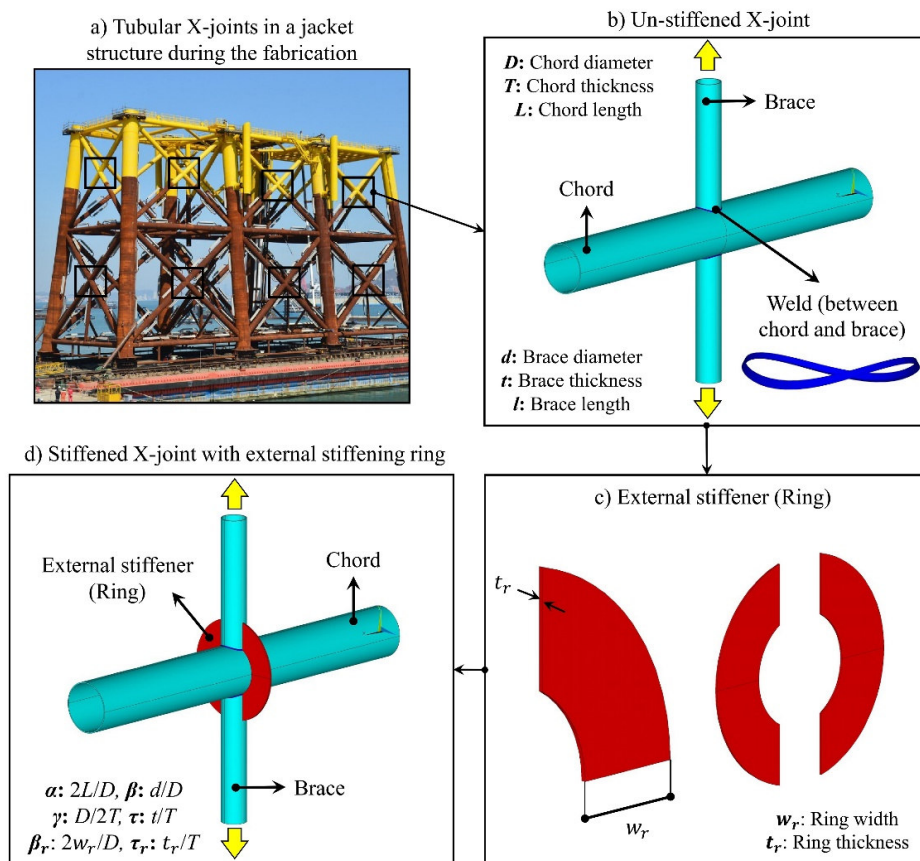 a) Tubular X-joints in a jacket
structure during the fabrication
b) Un-stiffened X-joint
D: Chord diameter
T: Chord thickness
L: Chord length
Brace
Chord
Weld (between
chord and brace)
d: Brace diameter
t: Brace thickness
l: Brace length
d) Stiffened X-joint with external stiffening ring
External stiffener
(Ring)
Chord
Brace
α: 2L/D, β: d/D
γ: D/2T, τ: t/T
βr: 2wr/D, τr: tr/T
c) External stiffener (Ring)
tr
wr
wr: Ring width
tr: Ring thickness